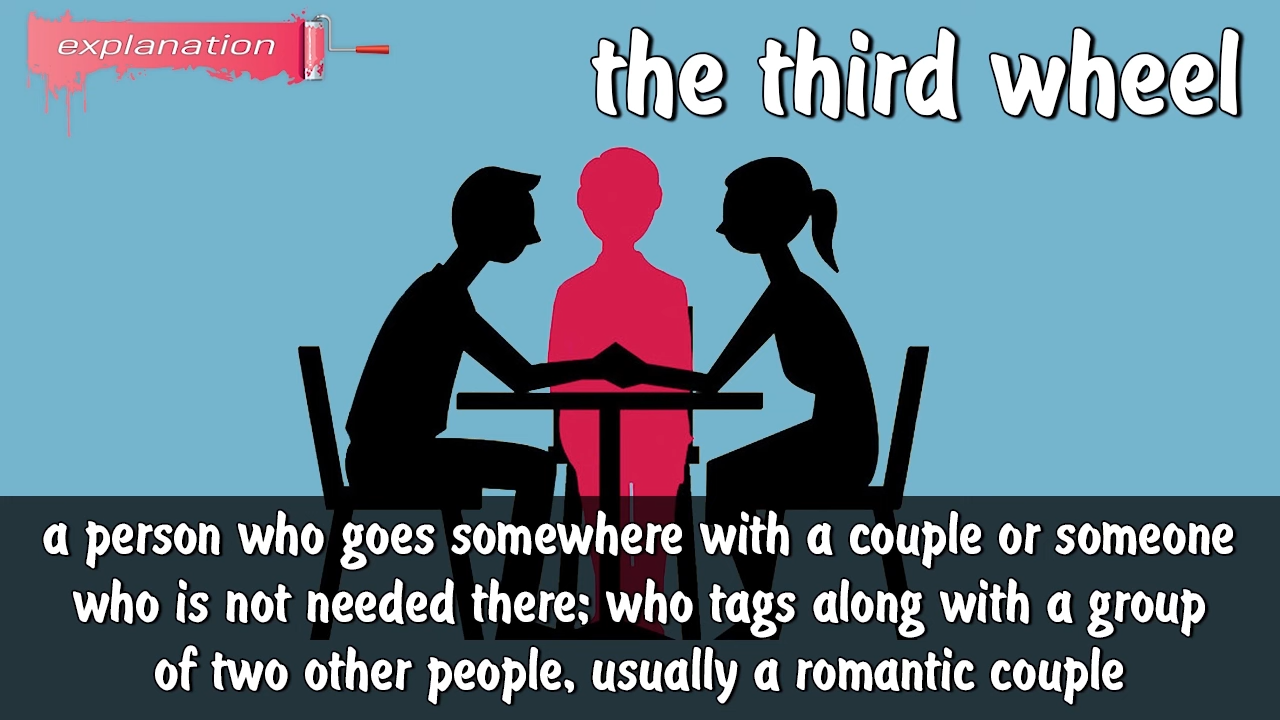 explanation
the third wheel
a person who goes somewhere with a couple or someone
who is not needed there; who tags along with a group
of two other people, usually a romantic couple